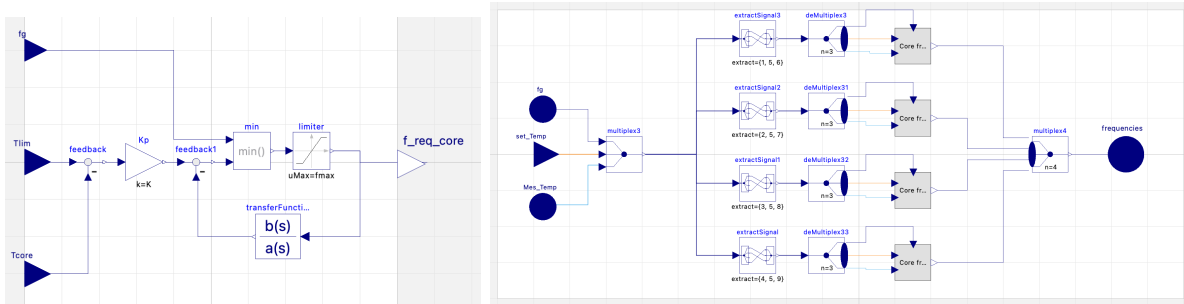 fg
Tlim
feedback
Kp
k=K
feedback1
min
min()
limiter
uMax=fmax
f_req_core
transferFuncti...
b(s)
a(s)
Tcore
fg
set_Temp
Mes_Temp
multiplex3
extractSignal3
extract={1, 5, 6}
deMultiplex3
n=3
Core fr...
extractSignal2
extract={2, 5, 7}
deMultiplex31
n=3
Core fr...
extractSignal1
extract={3, 5, 8}
deMultiplex32
n=3
Core fr...
extractSignal
extract={4, 5, 9}
deMultiplex33
n=3
Core fr...
multiplex4
n=4
frequencies